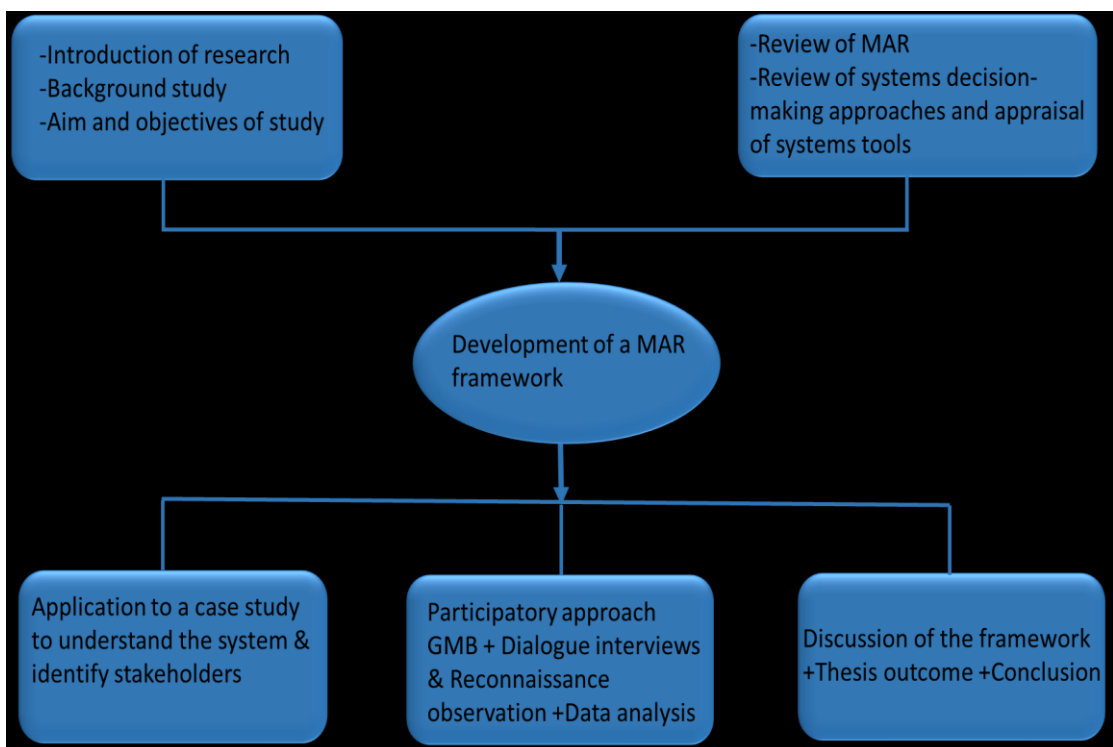 -Introduction of research
-Background study
-Aim and objectives of study
-Review of MAR
-Review of systems decision-
making approaches and appraisal
of systems tools
Development of a MAR
framework
Application to a case study
to understand the system &
identify stakeholders
Participatory approach
GMB + Dialogue interviews
& Reconnaissance
observation +Data analysis
Discussion of the framework
+Thesis outcome +Conclusion